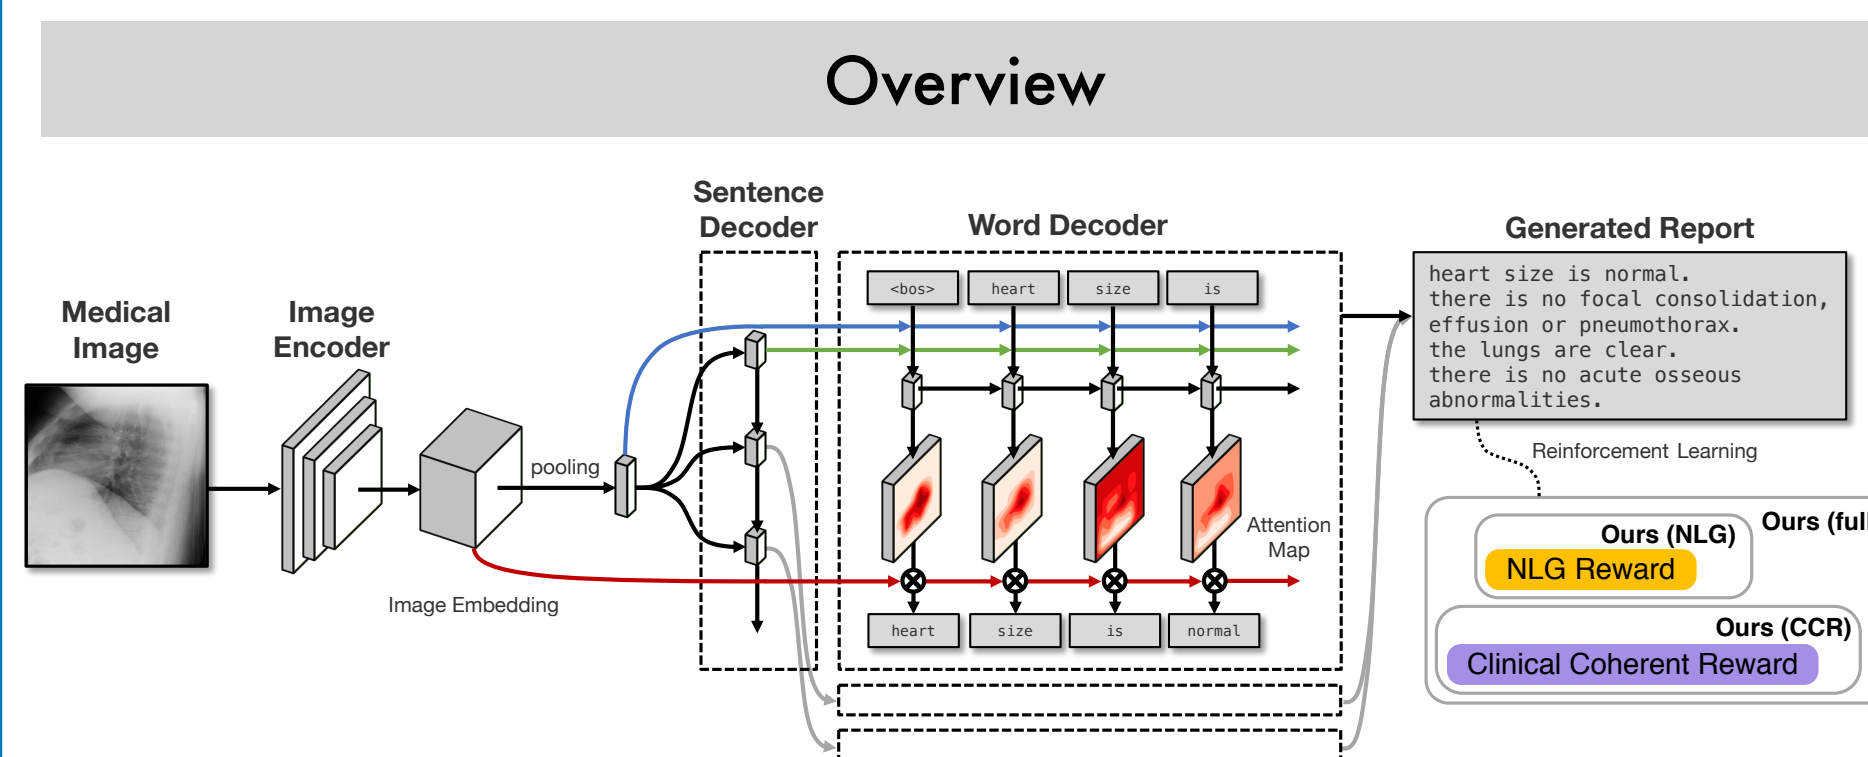 Overview
Medical
Image
Image
Encoder
pooling
Image Embedding
Sentence
Decoder
Word Decoder
<bos>
heart
size
is
Attention
Map
heart
size
is
normal
Generated Report
heart size is normal.
there is no focal consolidation,
effusion or pneumothorax.
the lungs are clear.
there is no acute osseous
abnormalities.
Reinforcement Learning
Ours (full
Ours (NLG)
NLG Reward
Ours (CCR)
Clinical Coherent Reward